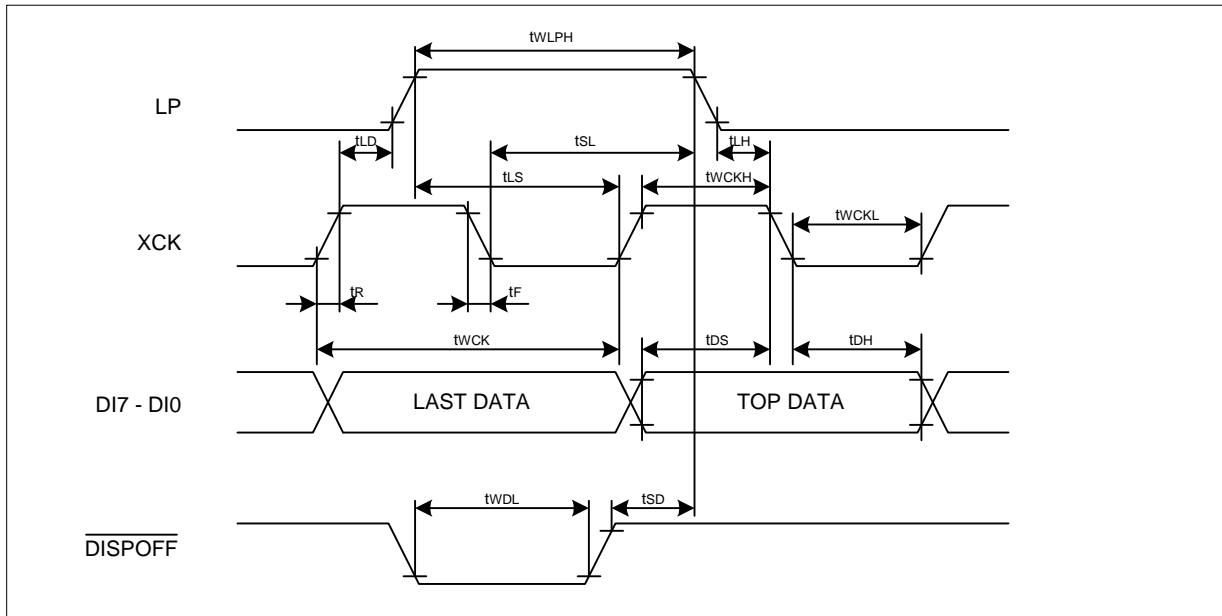 tWLPH
LP
tLD
tSL
tLH
tLS
tWCKH
tWCKL
XCK
tR
tF
tWCK
tDS
tDH
DI7 - DI0
LAST DATA
TOP DATA
tWDL
tSD
DISPOFF